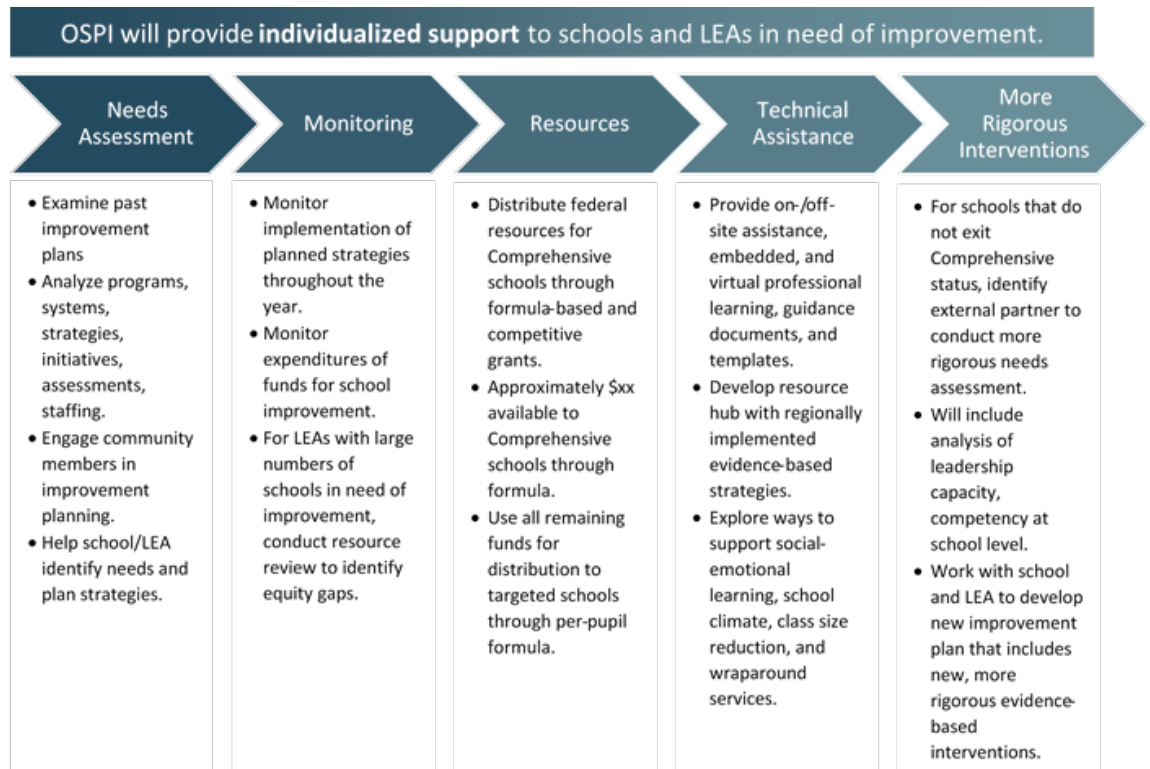 OSPI will provide individualized support to schools and LEAs in need of improvement.
Needs
Assessment
Monitoring
Resources
Technical
Assistance
More
Rigorous
Interventions
• Examine past
improvement
plans
• Analyze programs,
systems,
strategies,
initiatives,
assessments,
staffing.
• Engage community
members in
improvement
planning.
• Help school/LEA
identify needs and
plan strategies.
• Monitor
implementation of
planned strategies
throughout the
year.
• Monitor
expenditures of
funds for school
improvement.
• For LEAs with large
numbers of
schools in need of
improvement,
conduct resource
review to identify
equity gaps.
• Distribute federal
resources for
Comprehensive
schools through
formula-based and
competitive
grants.
• Approximately $xx
available to
Comprehensive
schools through
formula.
• Use all remaining
funds for
distribution to
targeted schools
through per-pupil
formula.
• Provide on-/off-
site assistance,
embedded, and
virtual professional
learning, guidance
documents, and
templates.
• Develop resource
hub with regionally
implemented
evidence-based
strategies.
• Explore ways to
support social-
emotional
learning, school
climate, class size
reduction, and
wraparound
services.
• For schools that do
not exit
Comprehensive
status, identify
external partner to
conduct more
rigorous needs
assessment.
• Will include
analysis of
leadership
capacity,
competency at
school level.
• Work with school
and LEA to develop
new improvement
plan that includes
new, more
rigorous evidence-
based
interventions.